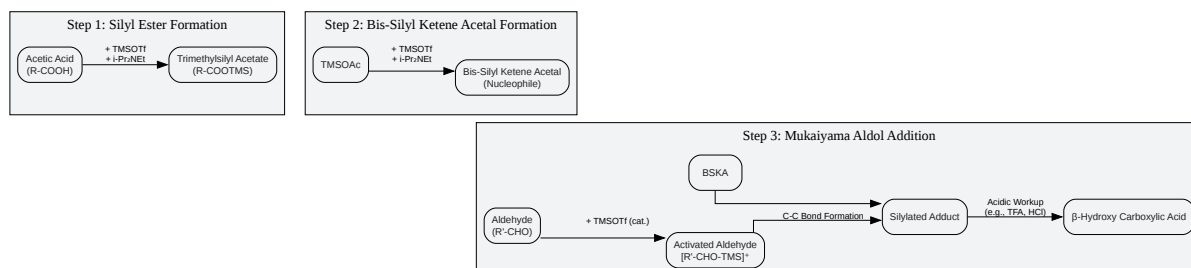 Step 1: Silyl Ester Formation
Acetic Acid
(R-COOH)
+ TMSOTf
+ i-Pr₂NEt
Trimethylsilyl Acetate
(R-COOTMS)
Step 2: Bis-Silyl Ketene Acetal Formation
TMSOAc
+ TMSOTf
+ i-Pr₂NEt
Bis-Silyl Ketene Acetal
(Nucleophile)
Step 3: Mukaiyama Aldol Addition
BSKA
Aldehyde
(R'-CHO)
+ TMSOTf (cat.)
Activated Aldehyde
[R'-CHO-TMS]⁺
C-C Bond Formation
Silylated Adduct
Acidic Workup
(e.g., TFA, HCl)
β-Hydroxy Carboxylic Acid